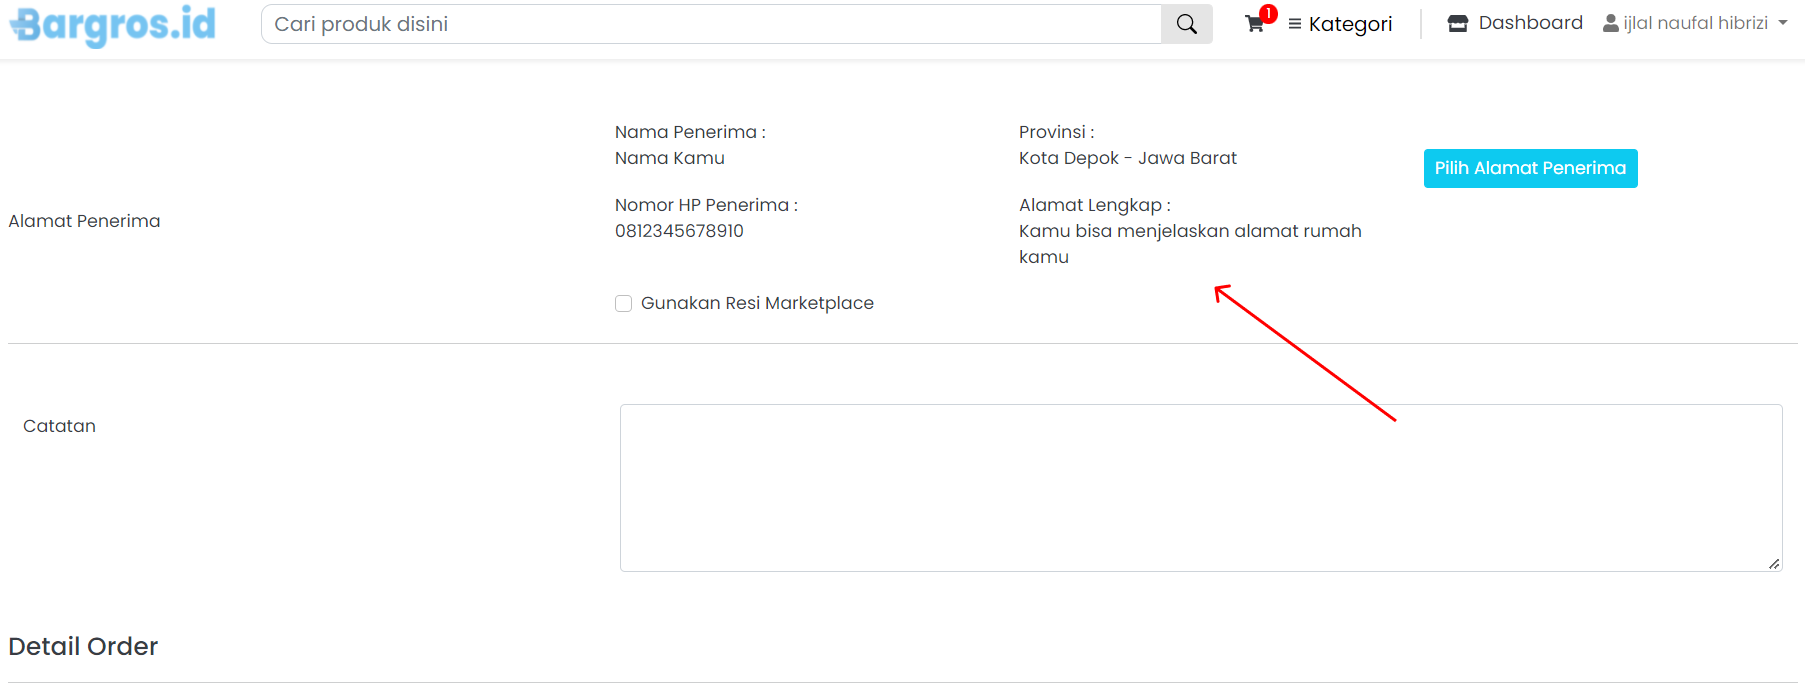 Bargros.id
Cari produk disini
1
Kategori
Dashboard
ijlal naufal hibrizi
Alamat Penerima
Nama Penerima :
Nama Kamu
Nomor HP Penerima :
0812345678910
Gunakan Resi Marketplace
Provinsi :
Kota Depok - Jawa Barat
Alamat Lengkap :
Kamu bisa menjelaskan alamat rumah
kamu
Pilih Alamat Penerima
Catatan
Detail Order